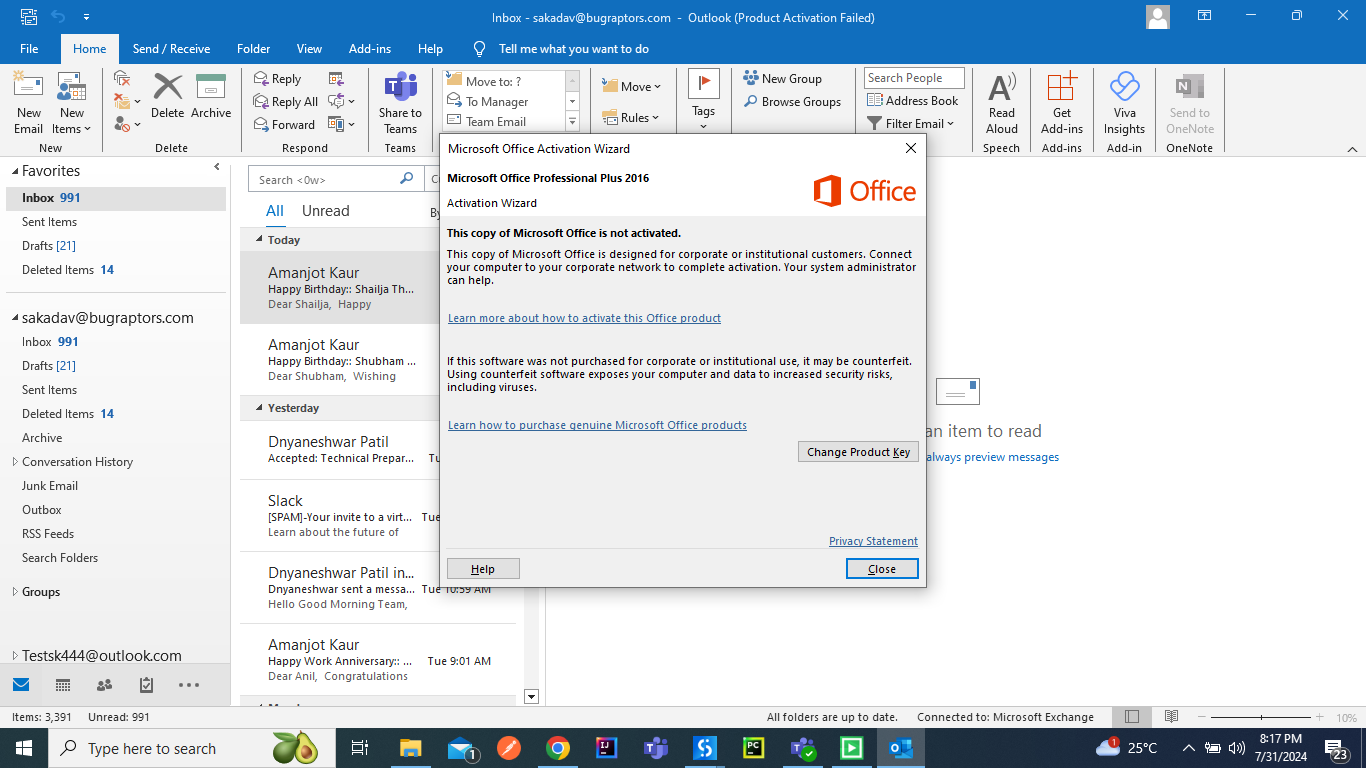 Inbox - sakadav@bugraptors.com - Outlook (Product Activation Failed)
File Home Send / Receive Folder View Add-ins Help Tell me what you want to do
New Email
New Items
New
Delete
Archive
Delete
Reply
Reply All
Forward
Respond
Share to Teams
Teams
Move to: ?
To Manager
Team Email
Move
Rules
Tags
New Group
Browse Groups
Search People
Address Book
Filter Email
Read Aloud
Speech
Get Add-ins
Add-ins
Viva Insights
Add-in
Send to OneNote
OneNote
Favorites
Inbox 991
Sent Items
Drafts [21]
Deleted Items 14
sakadav@bugraptors.com
Inbox 991
Drafts [21]
Sent Items
Deleted Items 14
Archive
Conversation History
Junk Email
Outbox
RSS Feeds
Search Folders
Groups
Testsk444@outlook.com
Search <0w>
All Unread By
Today
Amanjot Kaur
Happy Birthday:: Shailja Th...
Dear Shailja, Happy
Amanjot Kaur
Happy Birthday:: Shubham ...
Dear Shubham, Wishing
Yesterday
Dnyaneshwar Patil
Accepted: Technical Prepar...
Slack
[SPAM]-Your invite to a virt... Tue
Learn about the future of
Dnyaneshwar Patil in...
Dnyaneshwar sent a messa... Tue 10:59 AM
Hello Good Morning Team,
Amanjot Kaur
Happy Work Anniversary:: ... Tue 9:01 AM
Dear Anil, Congratulations
Microsoft Office Activation Wizard
Microsoft Office Professional Plus 2016
Activation Wizard
Office
This copy of Microsoft Office is not activated.
This copy of Microsoft Office is designed for corporate or institutional customers. Connect
your computer to your corporate network to complete activation. Your system administrator
can help.
Learn more about how to activate this Office product
If this software was not purchased for corporate or institutional use, it may be counterfeit.
Using counterfeit software exposes your computer and data to increased security risks,
including viruses.
Learn how to purchase genuine Microsoft Office products
Change Product Key
Privacy Statement
Help Close
an item to read
always preview messages
Items: 3,391 Unread: 991 All folders are up to date. Connected to: Microsoft Exchange 10%
Type here to search
1
25°C
8:17 PM
7/31/2024
23